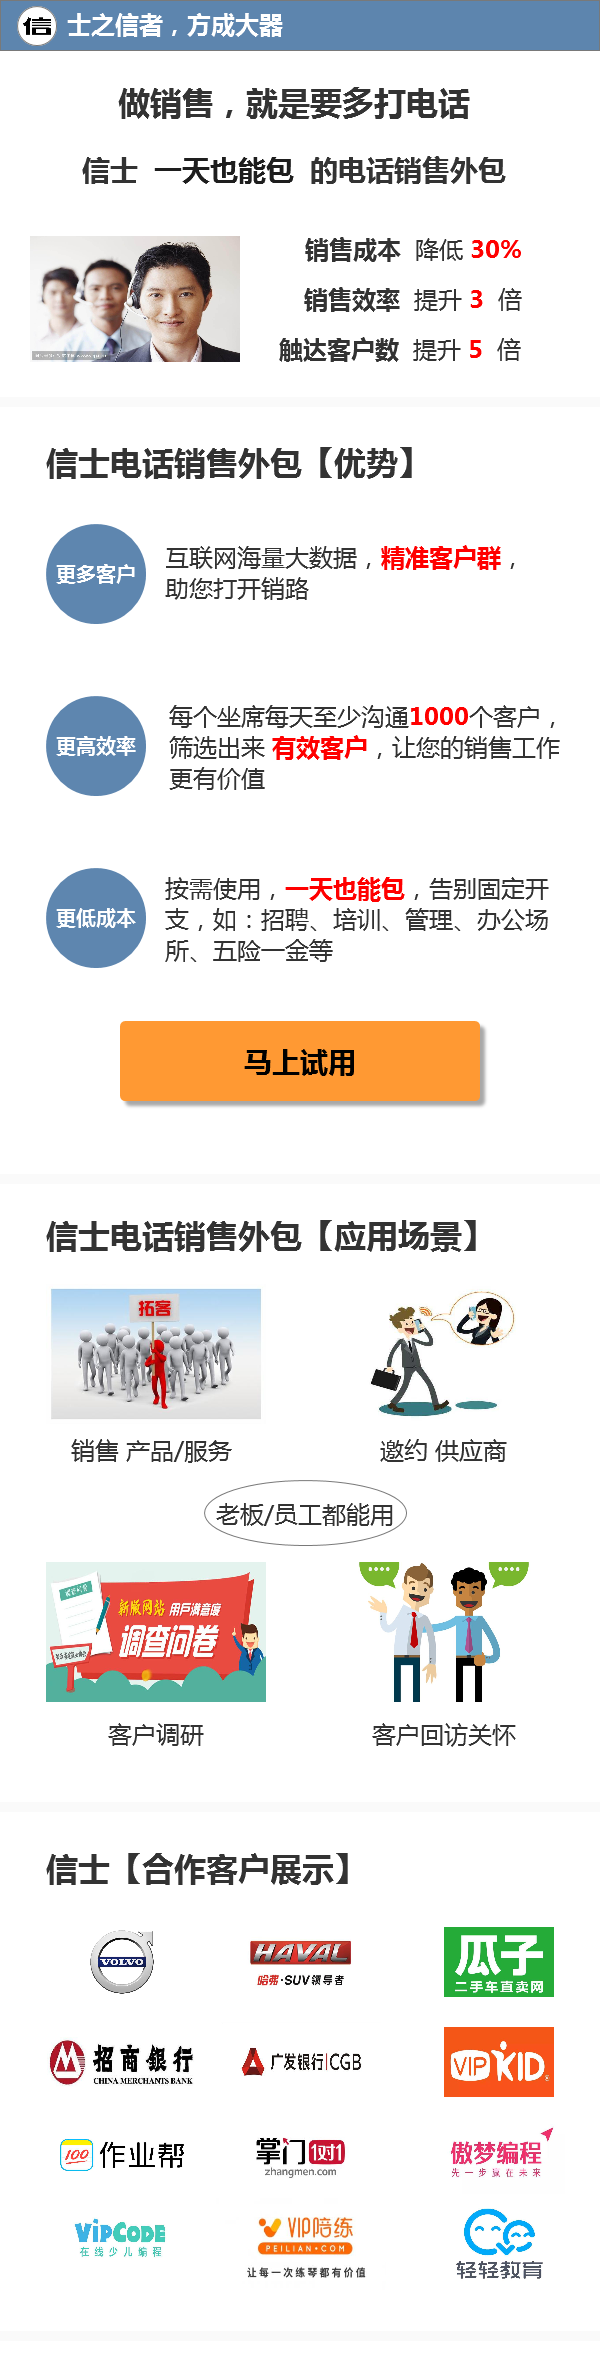 信 士之信者，方成大器
做销售，就是要多打电话
信士 一天也能包 的电话销售外包
销售成本 降低 30%
销售效率 提升 3 倍
触达客户数 提升 5 倍
信士电话销售外包【优势】
更多客户
互联网海量大数据，精准客户群，
助您打开销路
更高效率
每个坐席每天至少沟通1000个客户，
筛选出来 有效客户，让您的销售工作
更有价值
更低成本
按需使用，一天也能包，告别固定开
支，如：招聘、培训、管理、办公场
所、五险一金等
马上试用
信士电话销售外包【应用场景】
拓客
销售 产品/服务
邀约 供应商
老板/员工都能用
新版网站 用戶满意度
调查问卷
客户调研
客户回访关怀
信士【合作客户展示】
VOLVO
HAVAL
哈弗·SUV领导者
瓜子
二手车直卖网
招商银行
CHINA MERCHANTS BANK
广发银行|CGB
VIPKID
100 作业帮
掌门1对1
zhangmen.com
傲梦编程
先一步赢在未来
VIPCODE
在线少儿编程
VIP陪练
PEILIAN·COM
让每一次练琴都有价值
轻轻教育